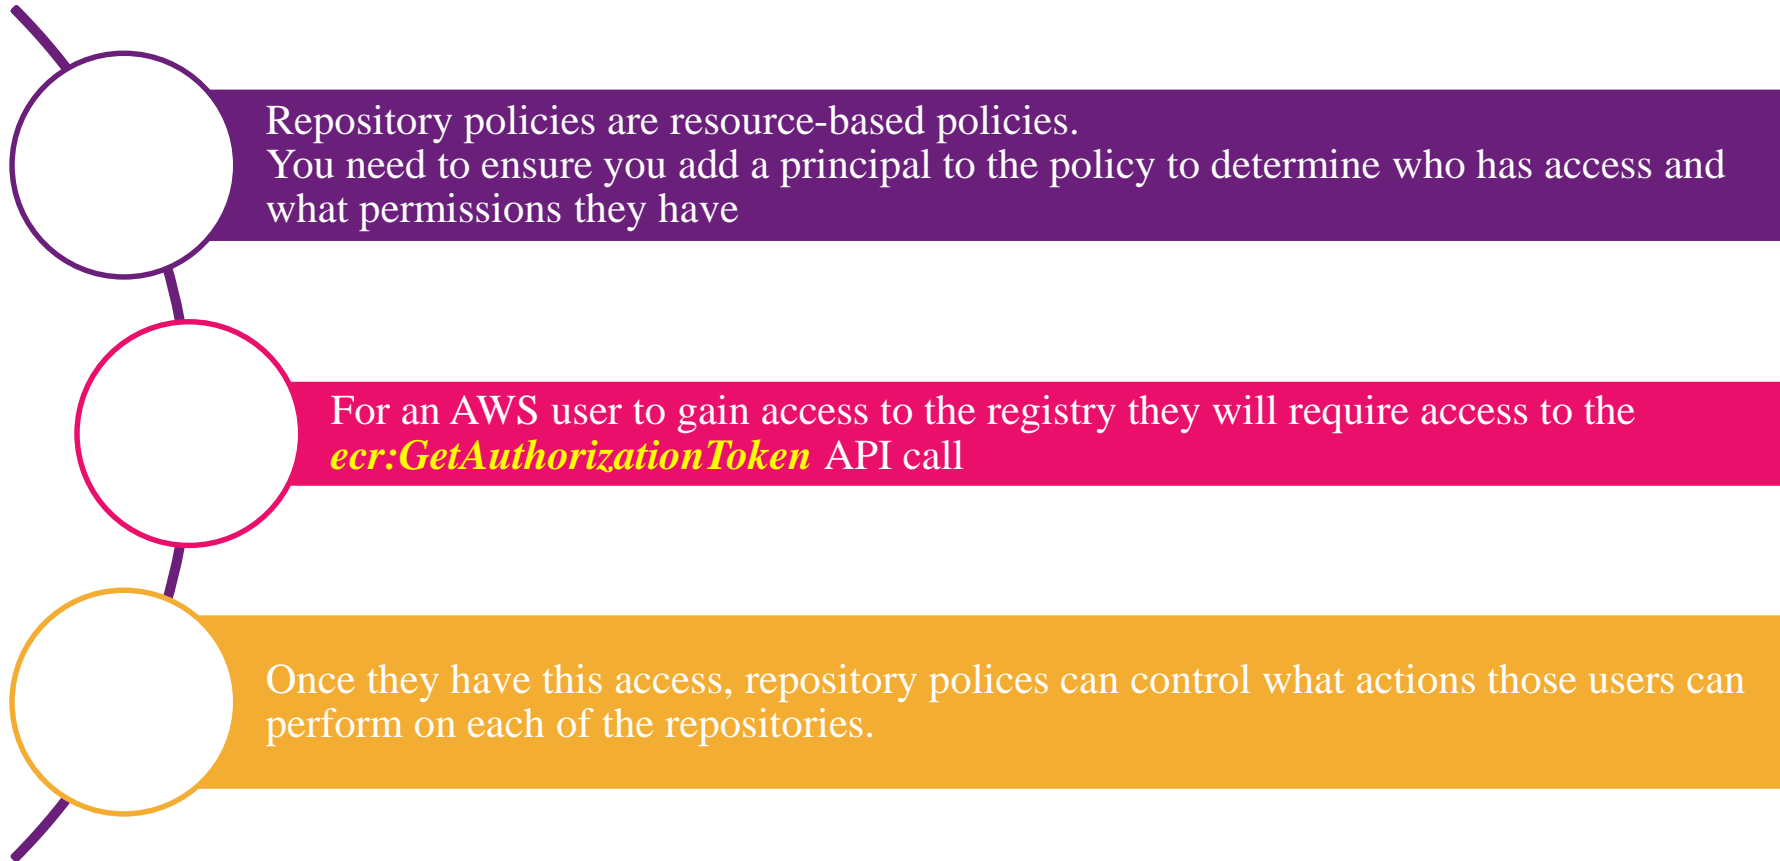 Repository policies are resource-based policies.
You need to ensure you add a principal to the policy to determine who has access and
what permissions they have
For an AWS user to gain access to the registry they will require access to the
ecr:GetAuthorizationToken API call
Once they have this access, repository polices can control what actions those users can
perform on each of the repositories.